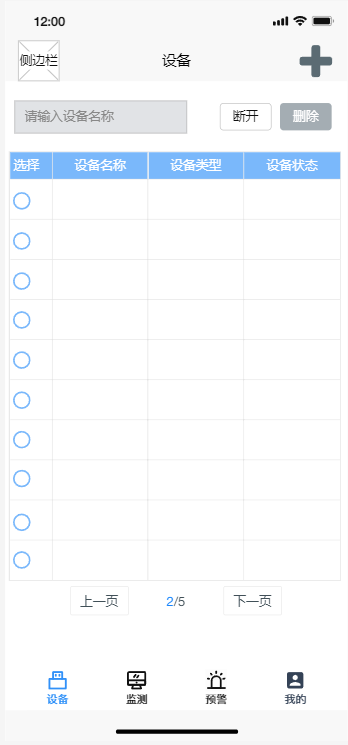 12:00
侧边栏 设备
请输入设备名称 断开 删除
选择 设备名称 设备类型 设备状态
上一页 2/5 下一页
设备 监测 预警 我的